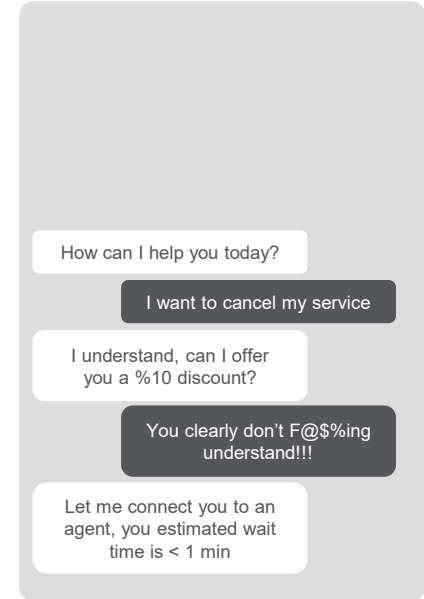 How can I help you today?
I want to cancel my service
I understand, can I offer
you a %10 discount?
You clearly don’t F@$%ing
understand!!!
Let me connect you to an
agent, you estimated wait
time is < 1 min